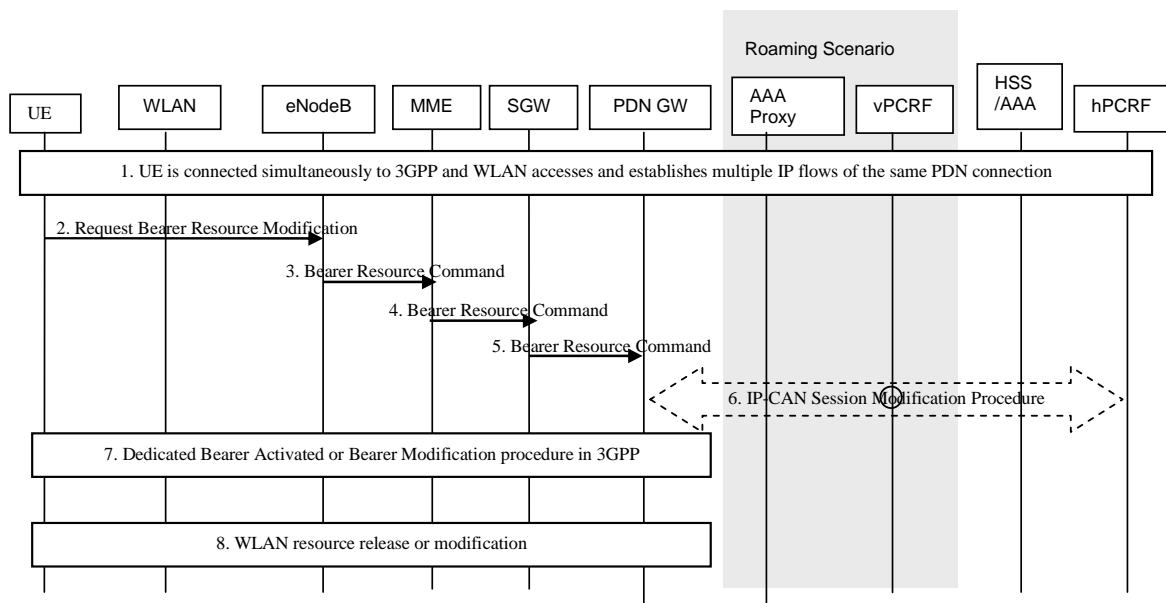 Roaming Scenario
UE
WLAN
eNodeB
MME
SGW
PDN GW
AAA
Proxy
vPCRF
HSS
/AAA
hPCRF
1. UE is connected simultaneously to 3GPP and WLAN accesses and establishes multiple IP flows of the same PDN connection
2. Request Bearer Resource Modification
3. Bearer Resource Command
4. Bearer Resource Command
5. Bearer Resource Command
6. IP-CAN Session Modification Procedure
7. Dedicated Bearer Activated or Bearer Modification procedure in 3GPP
8. WLAN resource release or modification